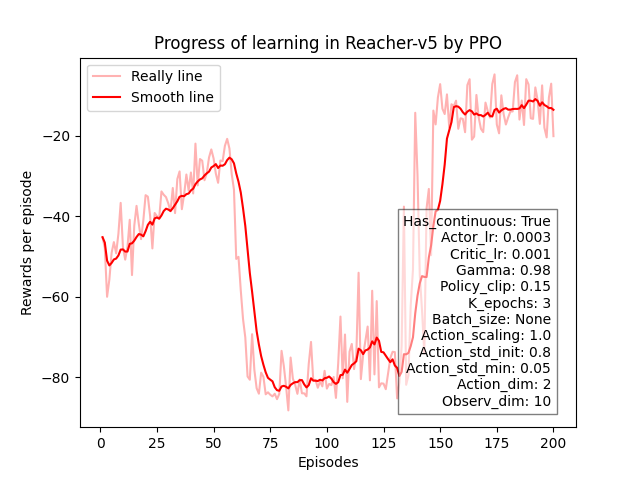 Progress of learning in Reacher-v5 by PPO
Really line
Smooth line
Rewards per episode
−20
−40
−60
−80
Has_continuous: True
Actor_lr: 0.0003
Critic_lr: 0.001
Gamma: 0.98
Policy_clip: 0.15
K_epochs: 3
Batch_size: None
Action_scaling: 1.0
Action_std_init: 0.8
Action_std_min: 0.05
Action_dim: 2
Observ_dim: 10
0 25 50 75 100 125 150 175 200
Episodes